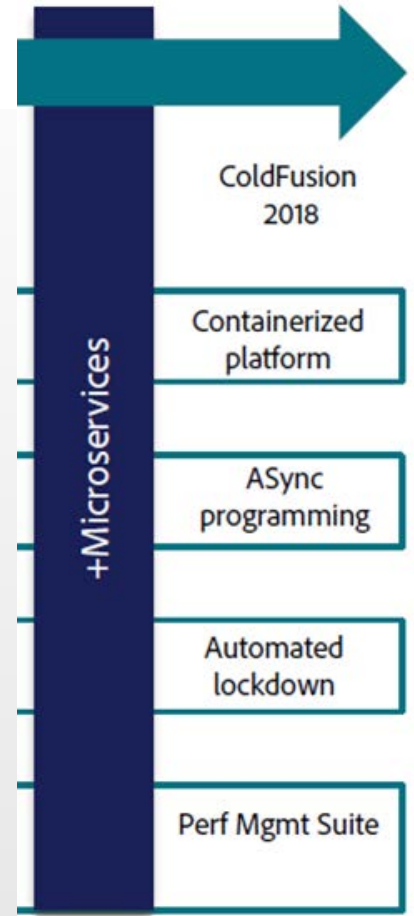 ColdFusion
2018
+Microservices
Containerized
platform
ASync
programming
Automated
lockdown
Perf Mgmt Suite